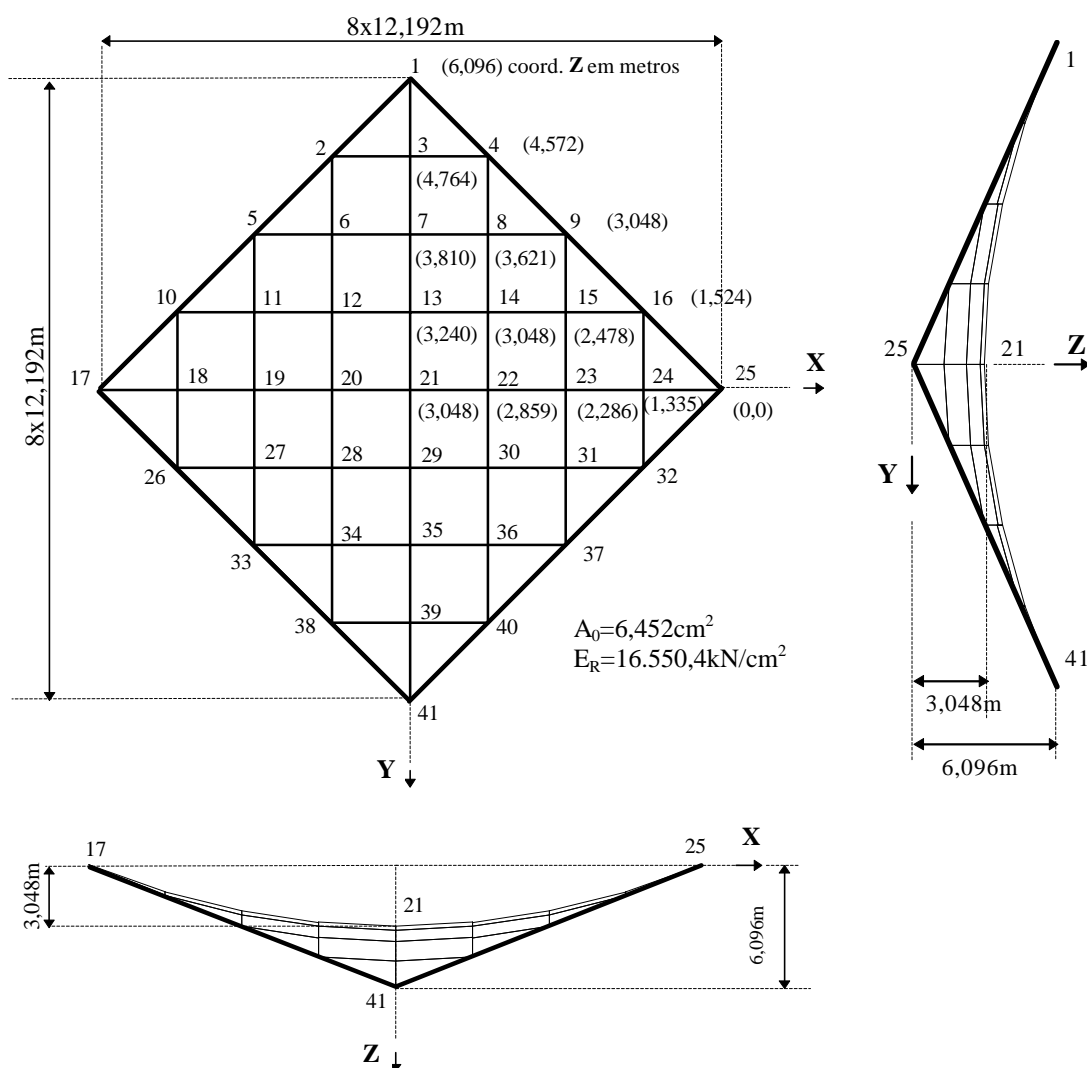 8x12,192m
1 (6,096) coord. Z em metros
2 3 4 (4,572)
(4,764)
5 6 7 8 9 (3,048)
(3,810) (3,621)
10 11 12 13 14 15 16 (1,524)
(3,240) (3,048) (2,478)
X
17 18 19 20 21 22 23 24 25
(3,048) (2,859) (2,286) (1,335) (0,0)
26 27 28 29 30 31 32
33 34 35 36 37
38 39 40
41
Y
8x12,192m
A0=6,452cm2
ER=16.550,4kN/cm2
1
25 21 Z
Y
41
3,048m
6,096m
17 25 X
21
3,048m
6,096m
41
Z